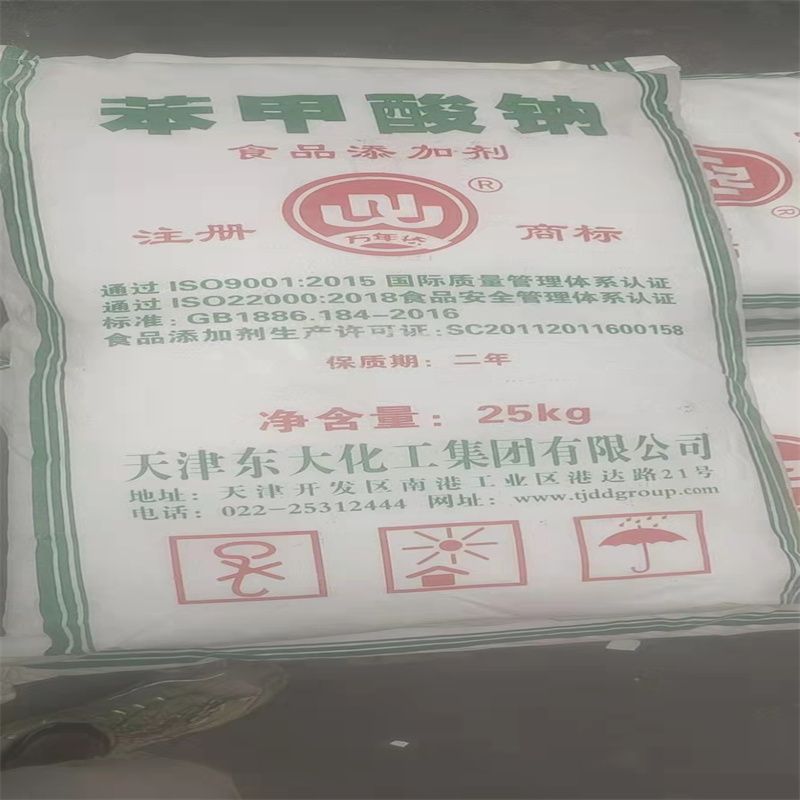 苯甲酸钠
食品添加剂
®
注册 万年 商标
通过 ISO9001:2015 国际质量管理体系认证
通过 ISO22000:2018食品安全管理体系认证
标准: GB1886.184-2016
食品添加剂生产许可证:SC20112011600158
保质期: 二年
净含量: 25kg
天津东大化工集团有限公司
地址: 天津开发区南港工业区港达路21号
电话: 022-25312444 网址: www.tjddgroup.com